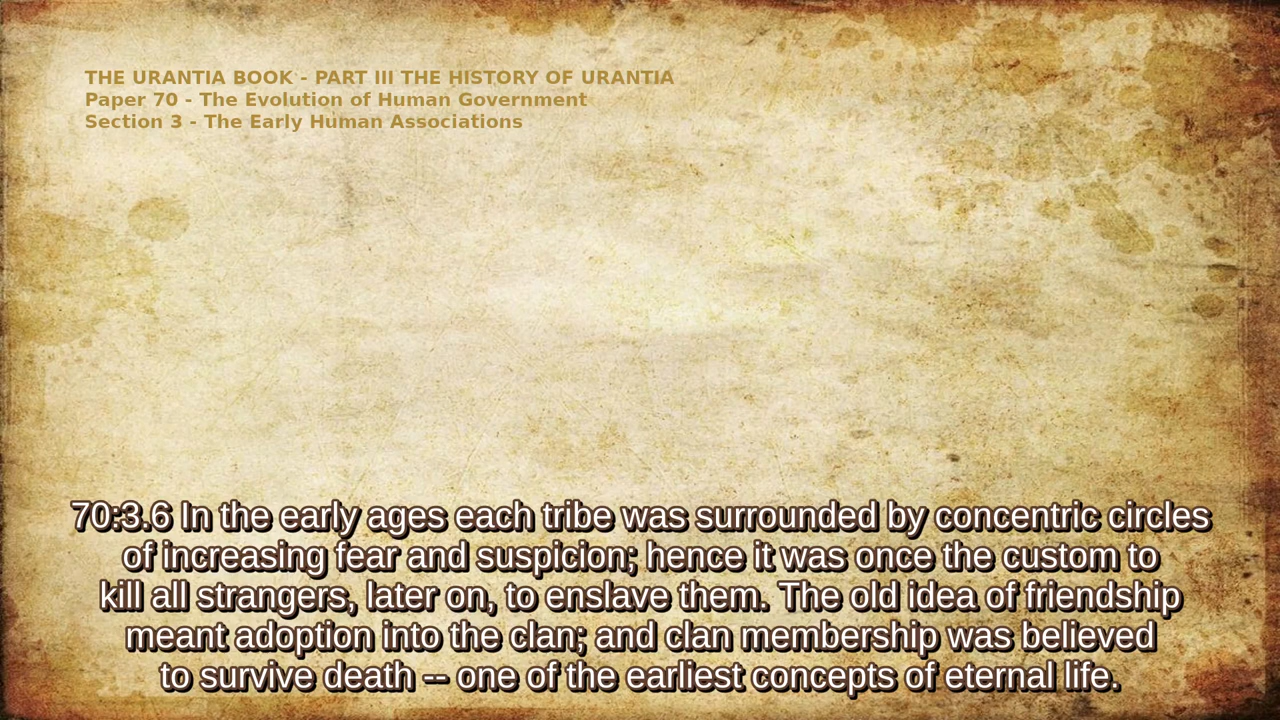 THE URANTIA BOOK - PART III THE HISTORY OF URANTIA
Paper 70 - The Evolution of Human Government
Section 3 - The Early Human Associations
70:3.6 In the early ages each tribe was surrounded by concentric circles
of increasing fear and suspicion; hence it was once the custom to
kill all strangers, later on, to enslave them. The old idea of friendship
meant adoption into the clan; and clan membership was believed
to survive death -- one of the earliest concepts of eternal life.